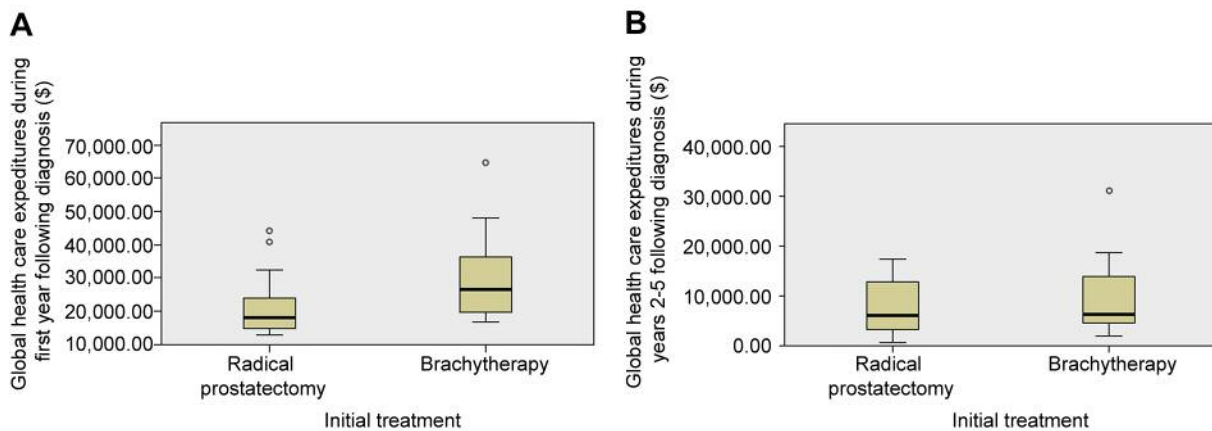 A
Global health care expeditures during
first year following diagnosis ($)
70,000.00
60,000.00
50,000.00
40,000.00
30,000.00
20,000.00
10,000.00
Radical
prostatectomy
Brachytherapy
Initial treatment
B
Global health care expeditures during
years 2-5 following diagnosis ($)
40,000.00
30,000.00
20,000.00
10,000.00
0.00
Radical
prostatectomy
Brachytherapy
Initial treatment